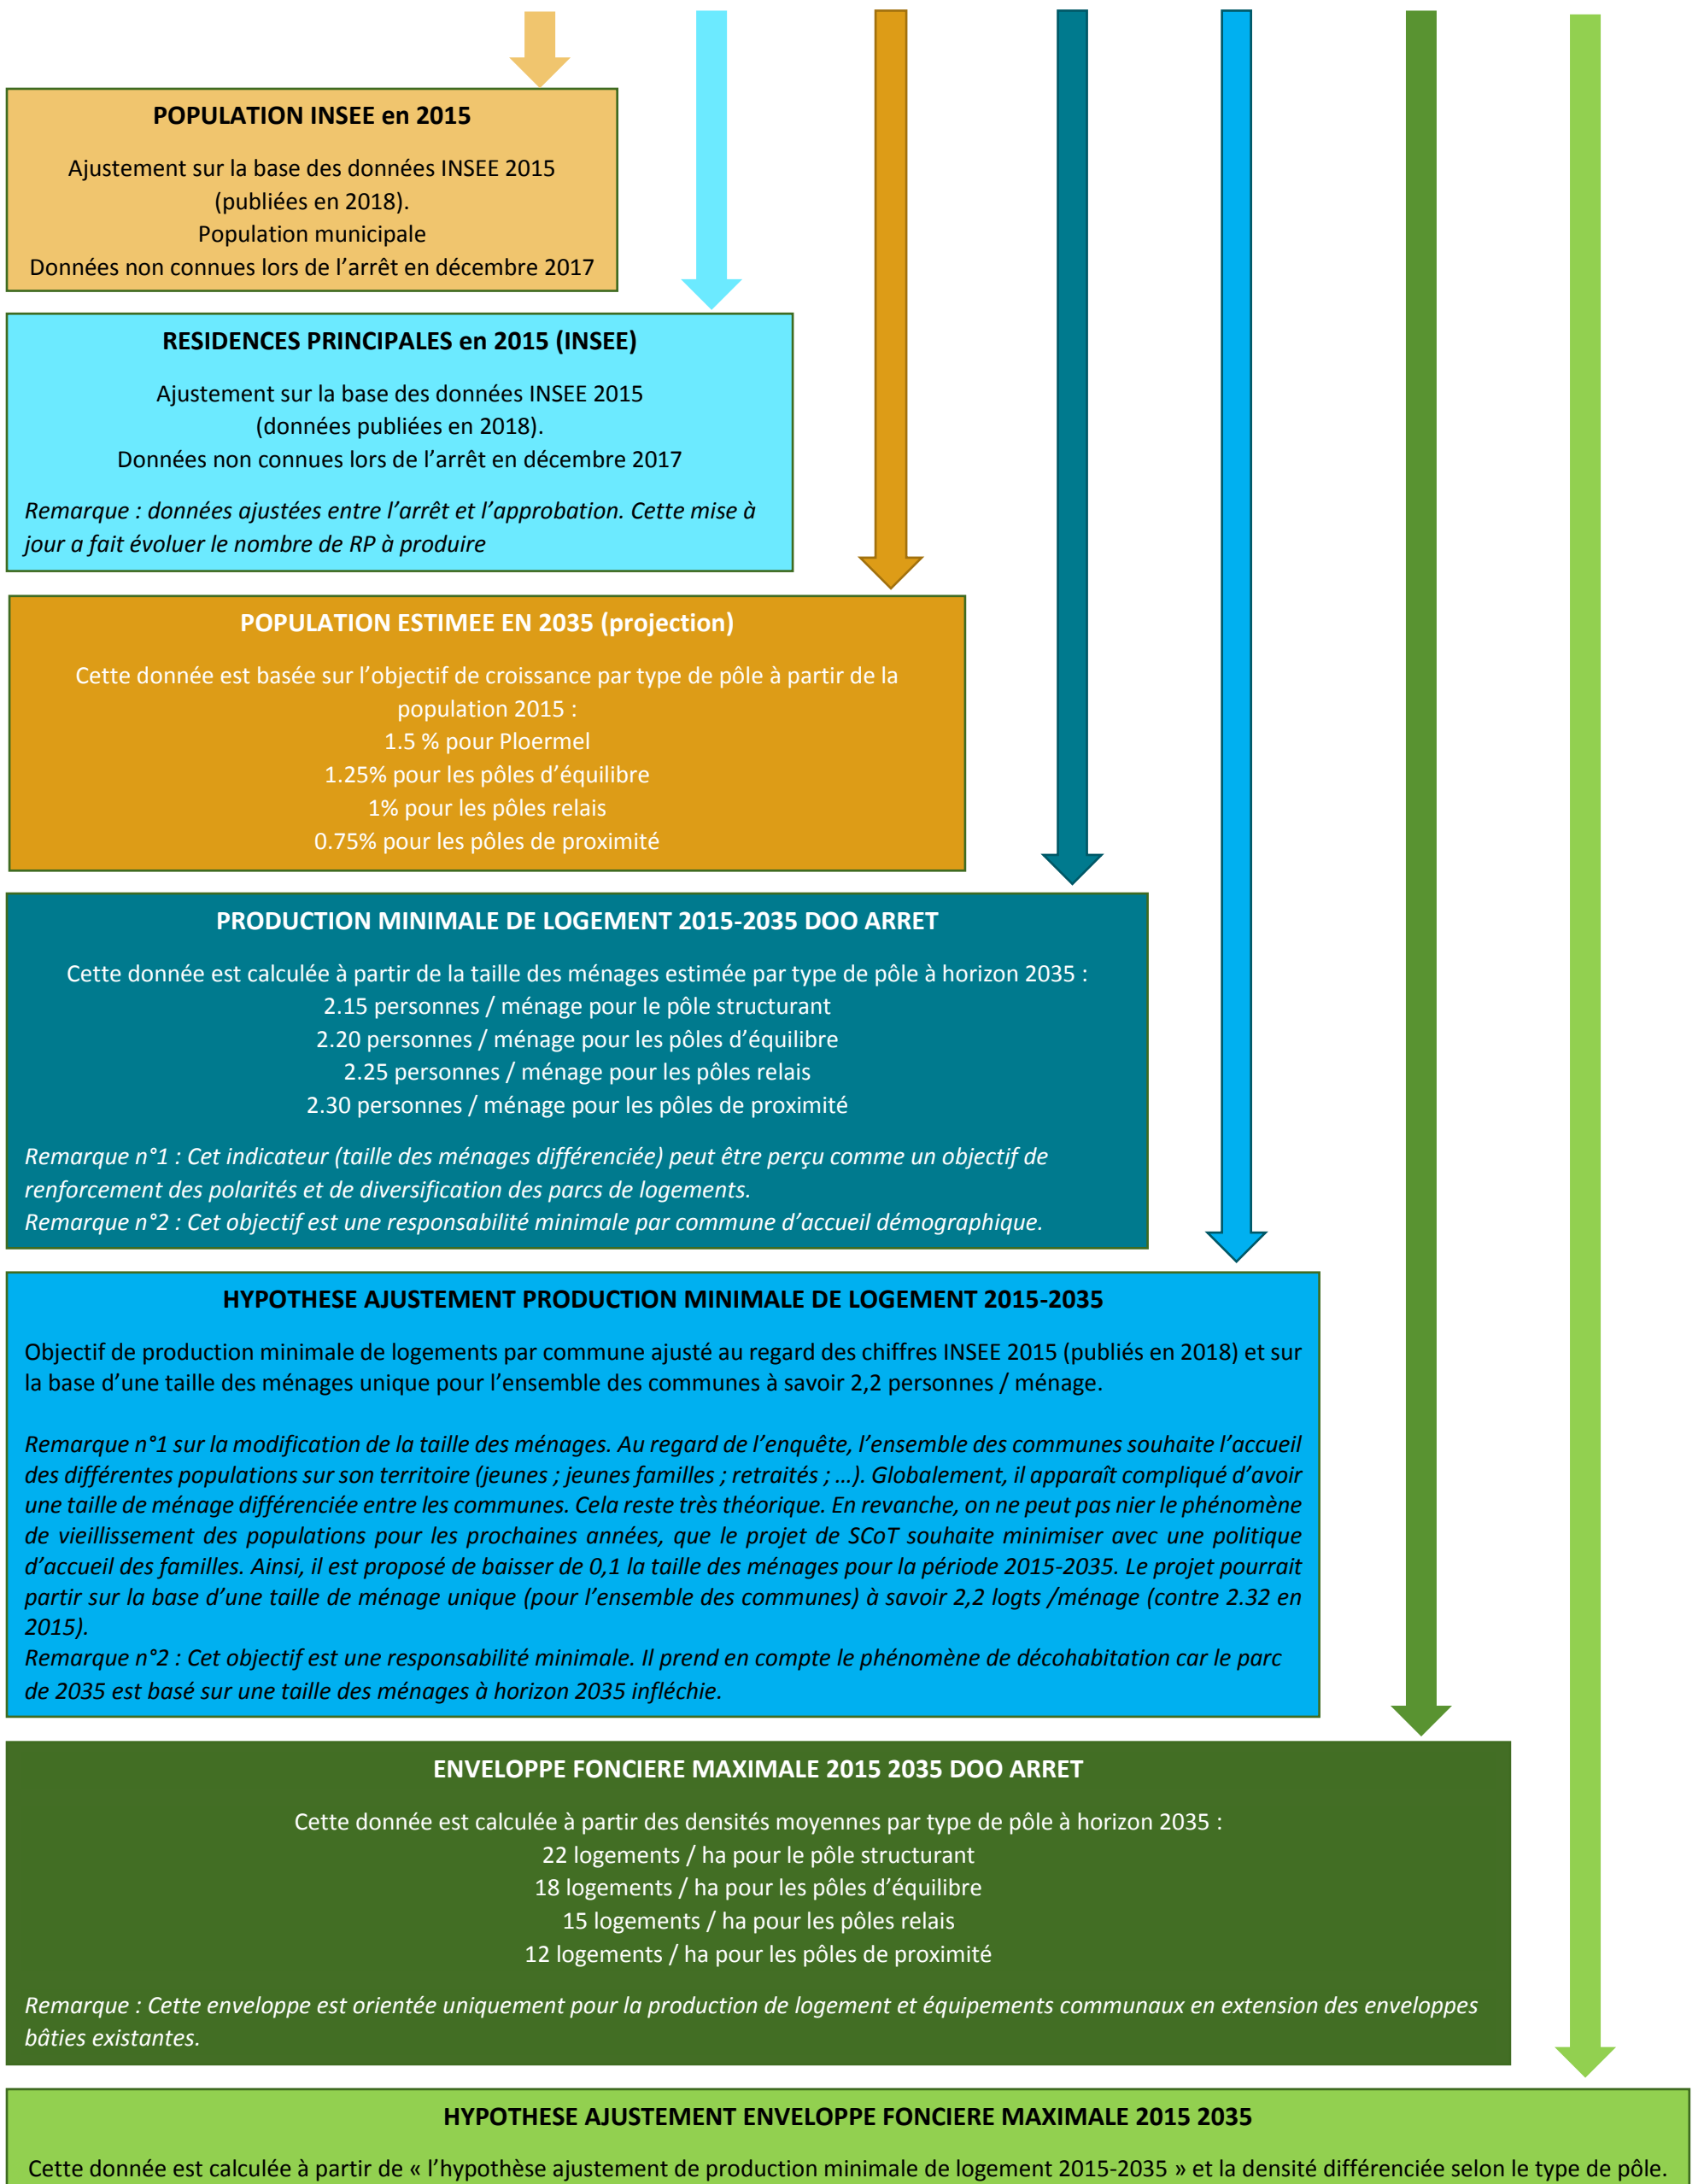 POPULATION INSEE en 2015
Ajustement sur la base des données INSEE 2015
(publiées en 2018).
Population municipale
Données non connues lors de l’arrêt en décembre 2017
RESIDENCES PRINCIPALES en 2015 (INSEE)
Ajustement sur la base des données INSEE 2015
(données publiées en 2018).
Données non connues lors de l’arrêt en décembre 2017
Remarque : données ajustées entre l’arrêt et l’approbation. Cette mise à
jour a fait évoluer le nombre de RP à produire
POPULATION ESTIMEE EN 2035 (projection)
Cette donnée est basée sur l’objectif de croissance par type de pôle à partir de la
population 2015 :
1.5 % pour Ploermel
1.25% pour les pôles d’équilibre
1% pour les pôles relais
0.75% pour les pôles de proximité
PRODUCTION MINIMALE DE LOGEMENT 2015-2035 DOO ARRET
Cette donnée est calculée à partir de la taille des ménages estimée par type de pôle à horizon 2035 :
2.15 personnes / ménage pour le pôle structurant
2.20 personnes / ménage pour les pôles d’équilibre
2.25 personnes / ménage pour les pôles relais
2.30 personnes / ménage pour les pôles de proximité
Remarque n°1 : Cet indicateur (taille des ménages différenciée) peut être perçu comme un objectif de
renforcement des polarités et de diversification des parcs de logements.
Remarque n°2 : Cet objectif est une responsabilité minimale par commune d’accueil démographique.
HYPOTHESE AJUSTEMENT PRODUCTION MINIMALE DE LOGEMENT 2015-2035
Objectif de production minimale de logements par commune ajusté au regard des chiffres INSEE 2015 (publiés en 2018) et sur
la base d’une taille des ménages unique pour l’ensemble des communes à savoir 2,2 personnes / ménage.
Remarque n°1 sur la modification de la taille des ménages. Au regard de l’enquête, l’ensemble des communes souhaite l’accueil
des différentes populations sur son territoire (jeunes ; jeunes familles ; retraités ; …). Globalement, il apparaît compliqué d’avoir
une taille de ménage différenciée entre les communes. Cela reste très théorique. En revanche, on ne peut pas nier le phénomène
de vieillissement des populations pour les prochaines années, que le projet de SCoT souhaite minimiser avec une politique
d’accueil des familles. Ainsi, il est proposé de baisser de 0,1 la taille des ménages pour la période 2015-2035. Le projet pourrait
partir sur la base d’une taille de ménage unique (pour l’ensemble des communes) à savoir 2,2 logts /ménage (contre 2.32 en
2015).
Remarque n°2 : Cet objectif est une responsabilité minimale. Il prend en compte le phénomène de décohabitation car le parc
de 2035 est basé sur une taille des ménages à horizon 2035 infléchie.
ENVELOPPE FONCIERE MAXIMALE 2015 2035 DOO ARRET
Cette donnée est calculée à partir des densités moyennes par type de pôle à horizon 2035 :
22 logements / ha pour le pôle structurant
18 logements / ha pour les pôles d’équilibre
15 logements / ha pour les pôles relais
12 logements / ha pour les pôles de proximité
Remarque : Cette enveloppe est orientée uniquement pour la production de logement et équipements communaux en extension des enveloppes
bâties existantes.
HYPOTHESE AJUSTEMENT ENVELOPPE FONCIERE MAXIMALE 2015 2035
Cette donnée est calculée à partir de « l’hypothèse ajustement de production minimale de logement 2015-2035 » et la densité différenciée selon le type de pôle.